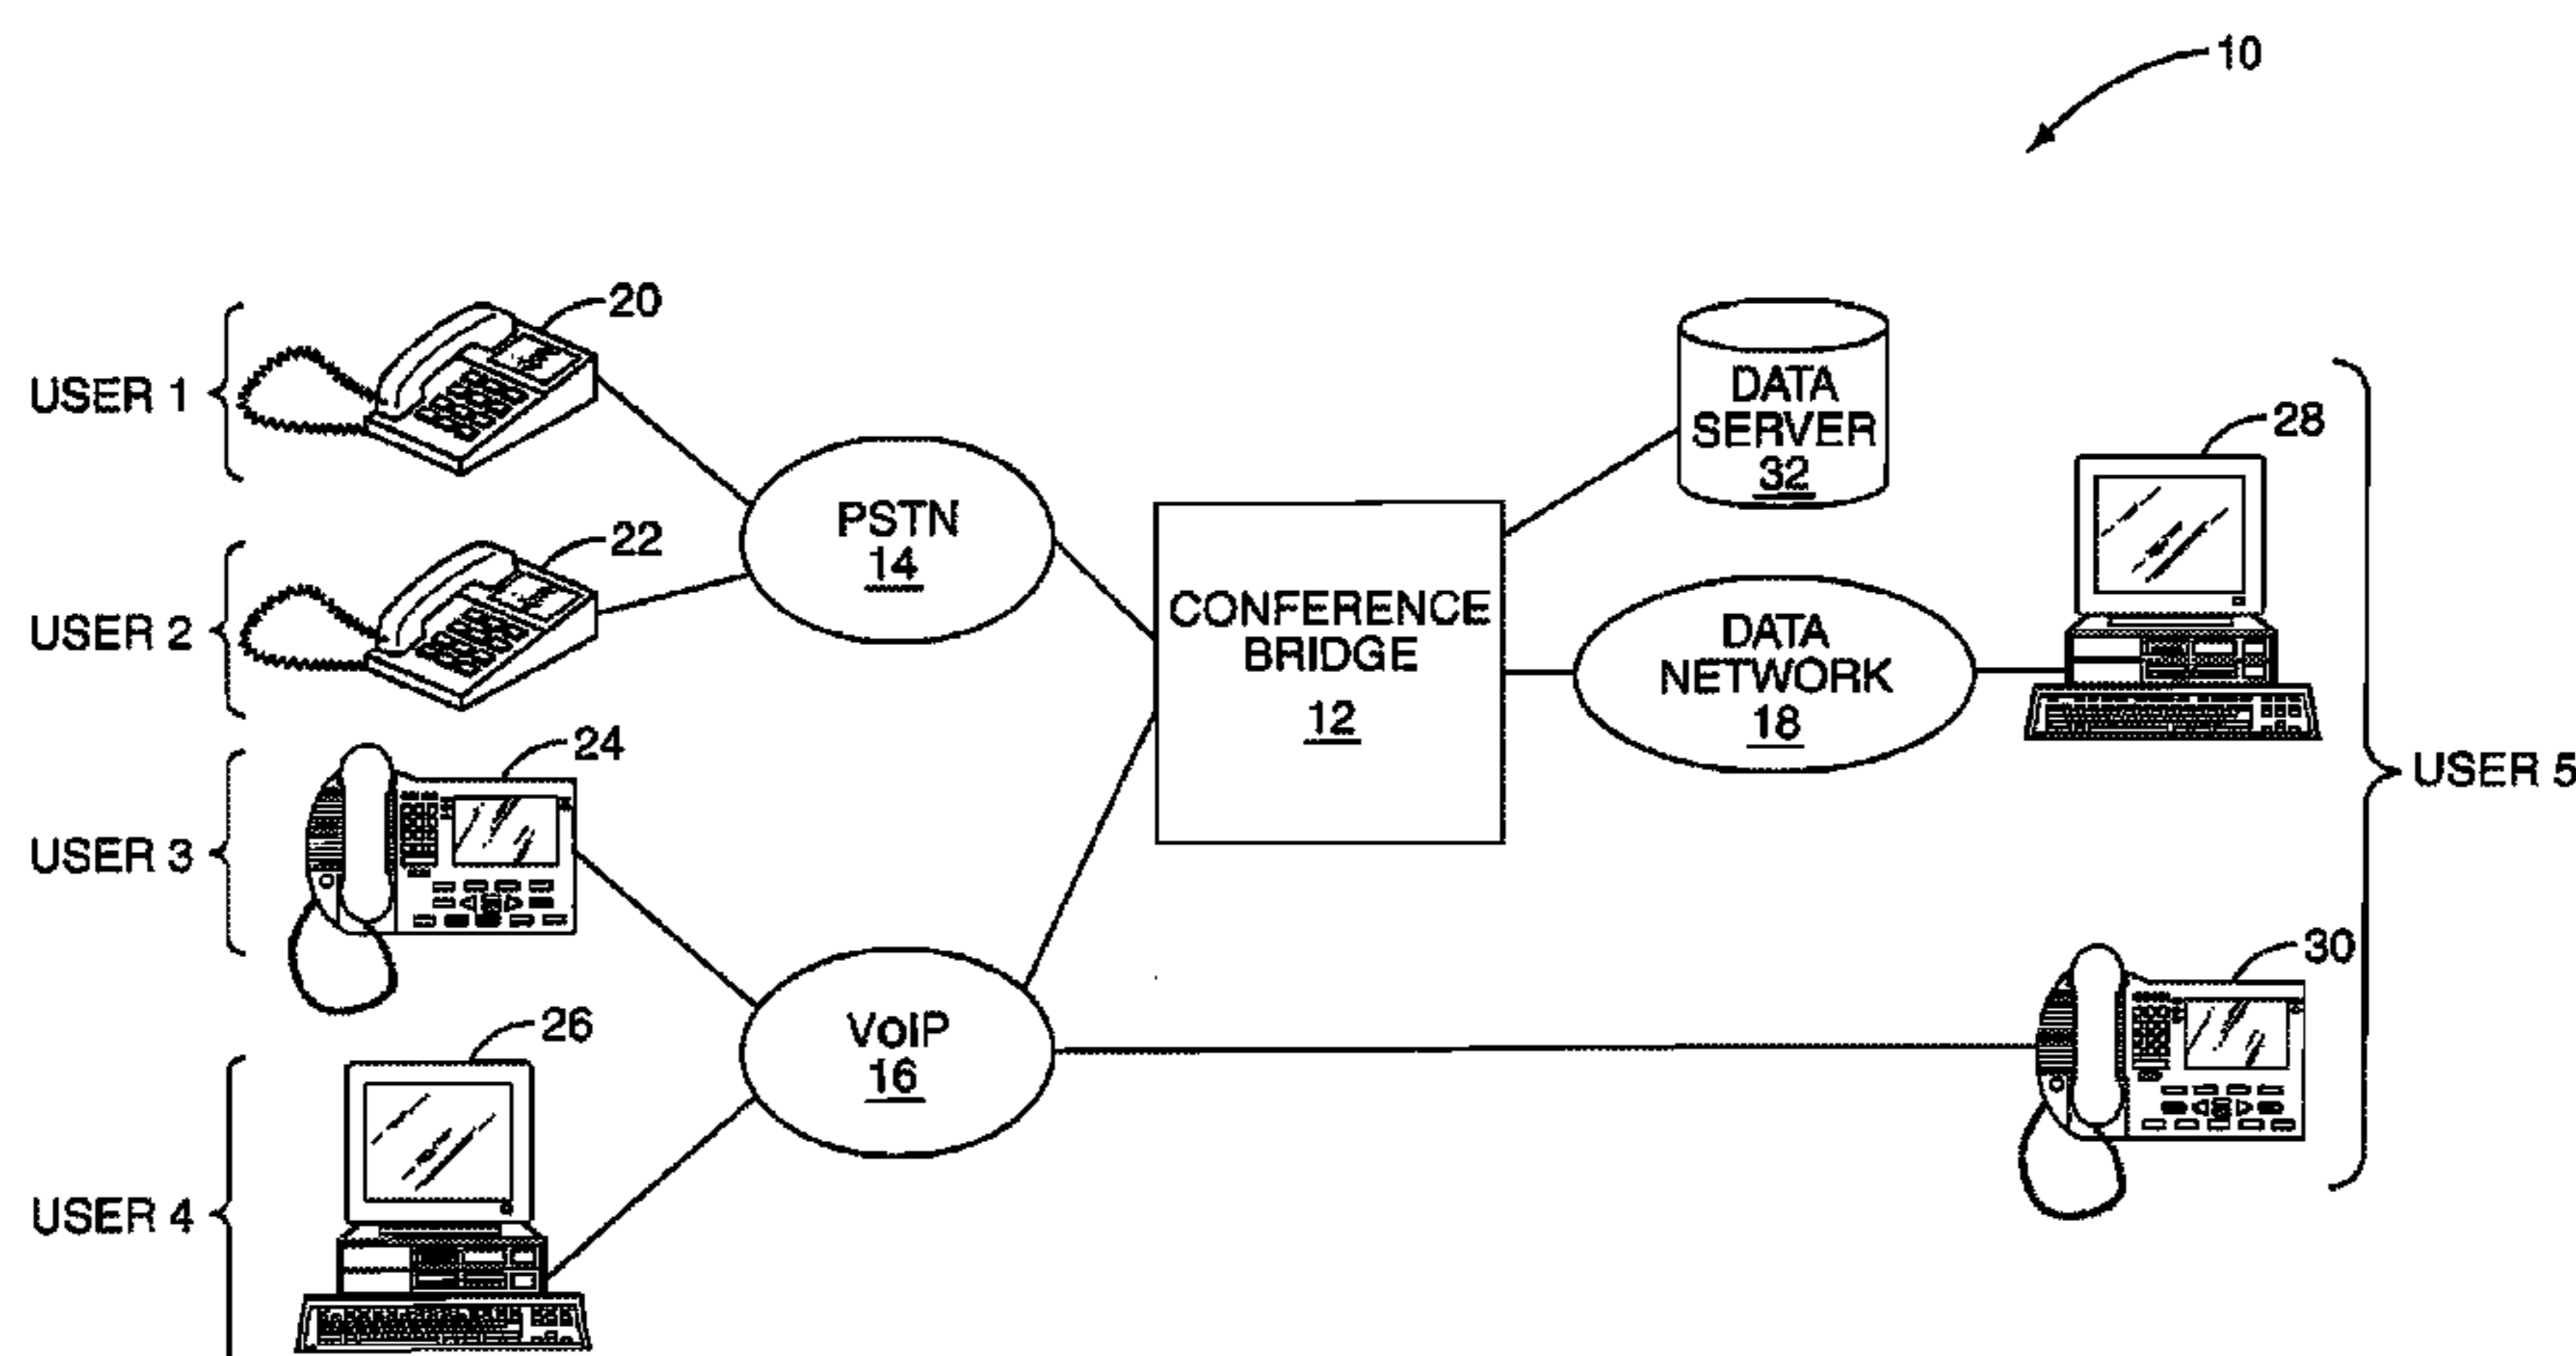 10
20
USER 1
22
USER 2
24
USER 3
26
USER 4
PSTN
14
VoIP
16
CONFERENCE
BRIDGE
12
DATA
SERVER
32
DATA
NETWORK
18
28
USER 5
30